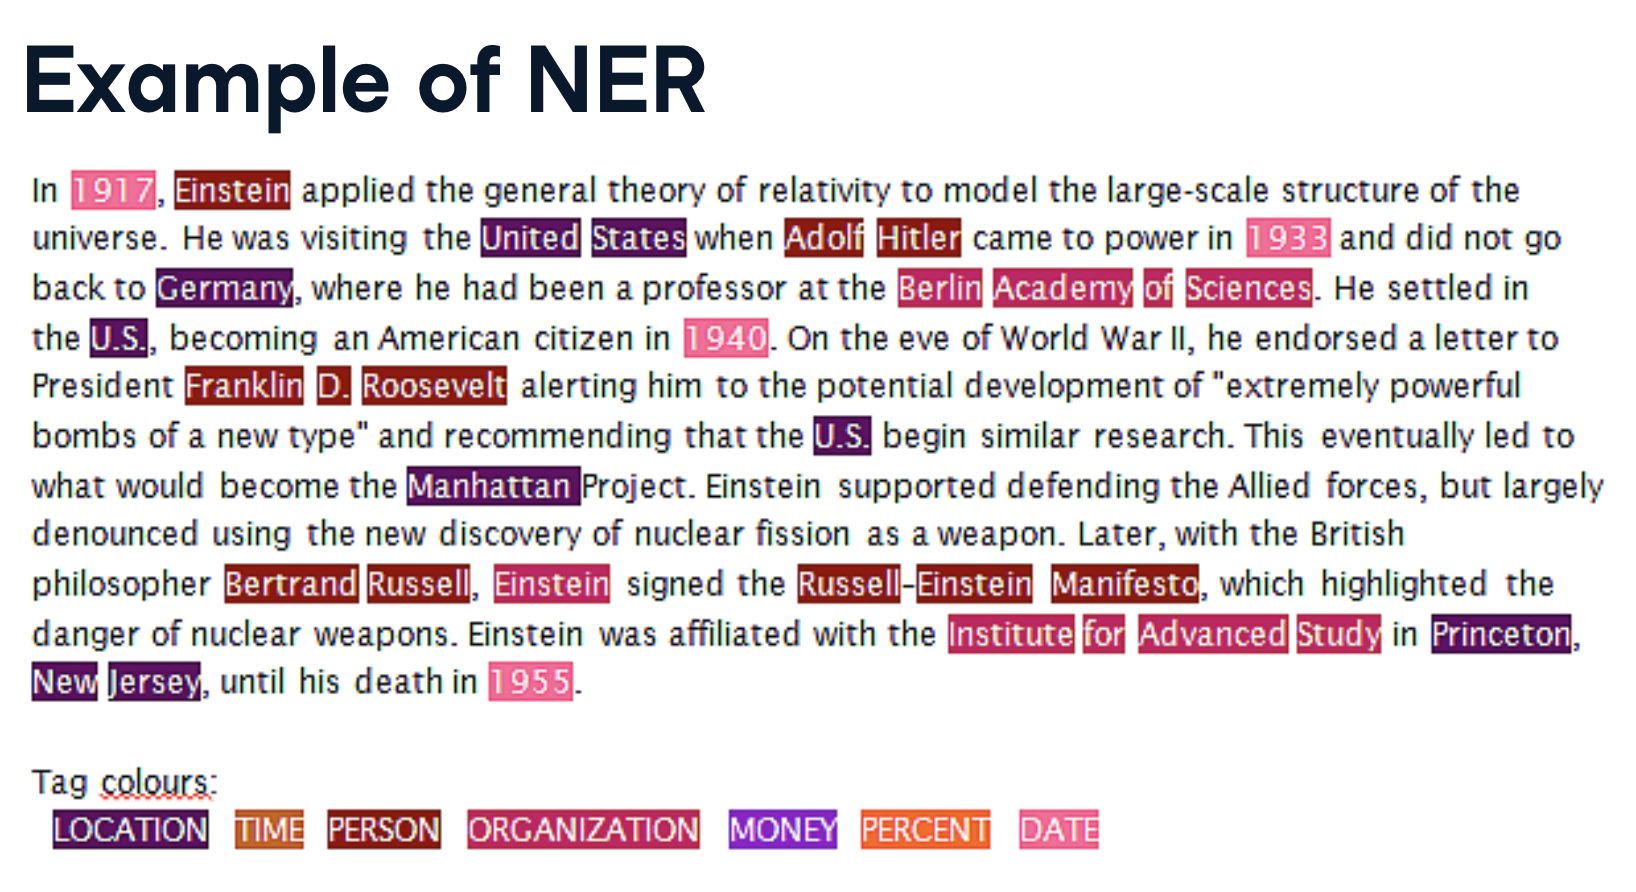 Example of NER
In 1917, Einstein applied the general theory of relativity to model the large-scale structure of the
universe. He was visiting the United States when Adolf Hitler came to power in 1933 and did not go
back to Germany, where he had been a professor at the Berlin Academy of Sciences. He settled in
the U.S., becoming an American citizen in 1940. On the eve of World War II, he endorsed a letter to
President Franklin D. Roosevelt alerting him to the potential development of "extremely powerful
bombs of a new type" and recommending that the U.S. begin similar research. This eventually led to
what would become the Manhattan Project. Einstein supported defending the Allied forces, but largely
denounced using the new discovery of nuclear fission as a weapon. Later, with the British
philosopher Bertrand Russell, Einstein signed the Russell-Einstein Manifesto, which highlighted the
danger of nuclear weapons. Einstein was affiliated with the Institute for Advanced Study in Princeton,
New Jersey, until his death in 1955.
Tag colours:
LOCATION TIME PERSON ORGANIZATION MONEY PERCENT DATE